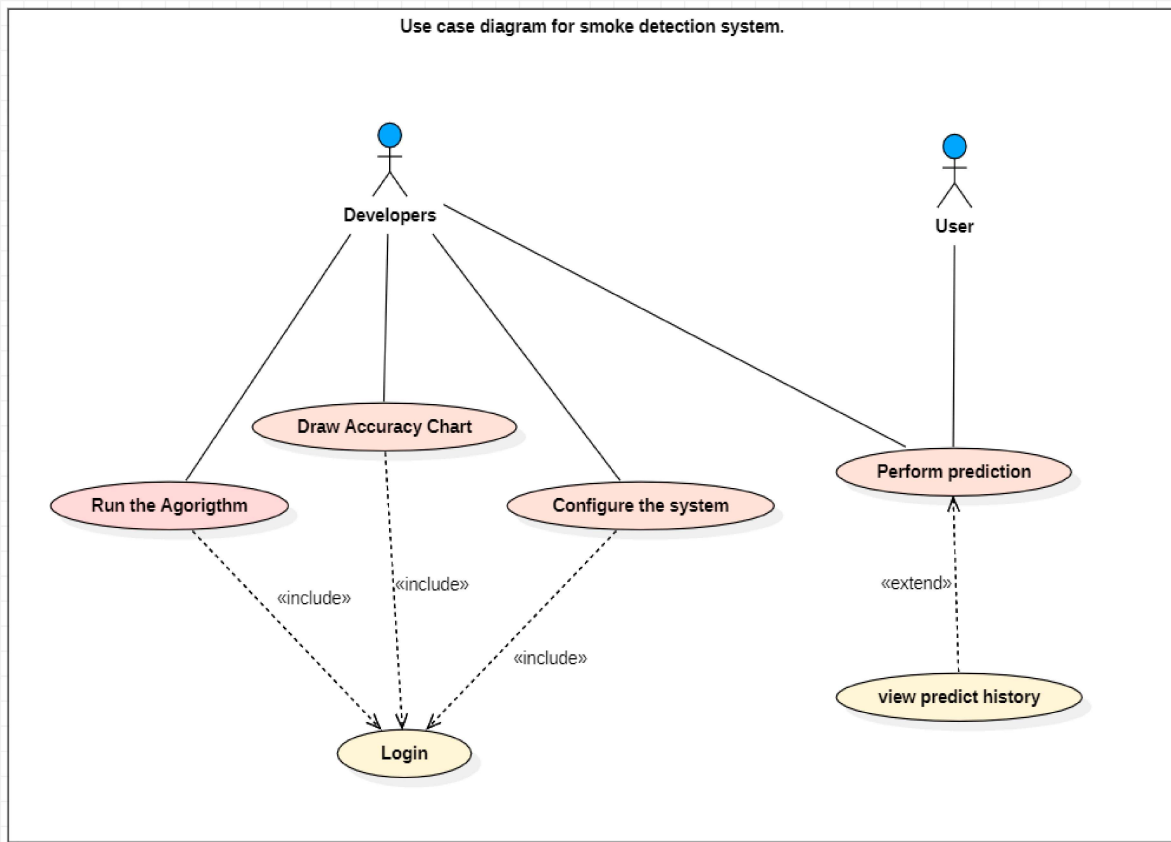 Use case diagram for smoke detection system.
Developers
User
Draw Accuracy Chart
Perform prediction
Run the Agorigthm
Configure the system
«include»
«include»
«extend»
«include»
view predict history
Login